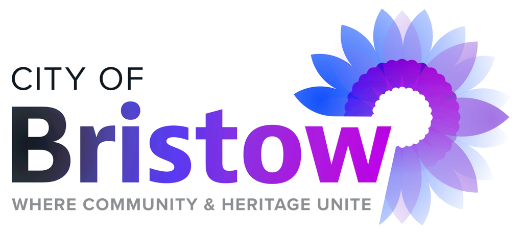 CITY OF
Bristow
WHERE COMMUNITY & HERITAGE UNITE